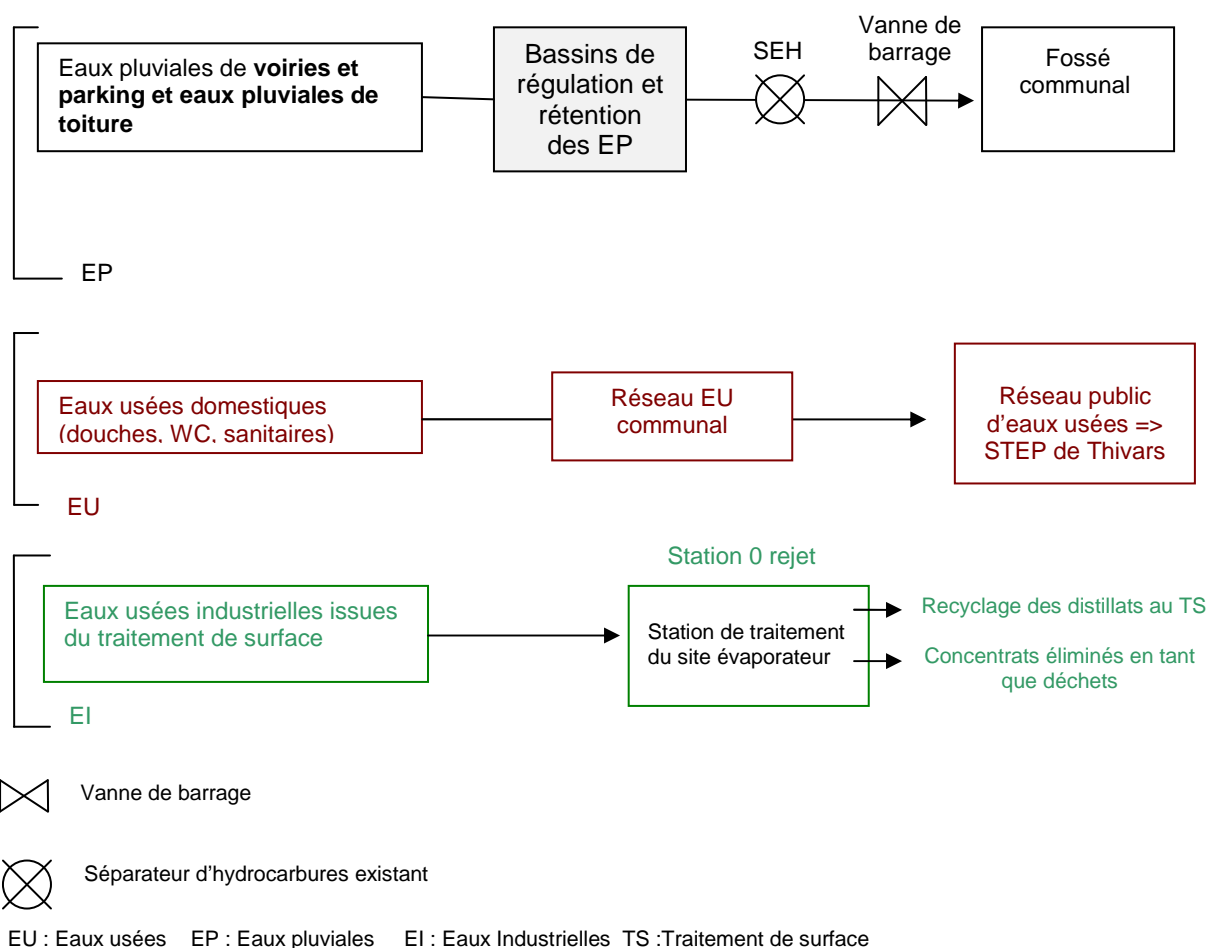 Eaux pluviales de voiries et
parking et eaux pluviales de
toiture
Bassins de
régulation et
rétention
des EP
SEH
Vanne de
barrage
Fossé
communal
EP
Eaux usées domestiques
(douches, WC, sanitaires)
Réseau EU
communal
Réseau public
d'eaux usées =>
STEP de Thivars
EU
Station 0 rejet
Eaux usées industrielles issues
du traitement de surface
Station de traitement
du site évaporateur
Recyclage des distillats au TS
Concentrats éliminés en tant
que déchets
EI
Vanne de barrage
Séparateur d'hydrocarbures existant
EU : Eaux usées EP : Eaux pluviales EI : Eaux Industrielles TS :Traitement de surface